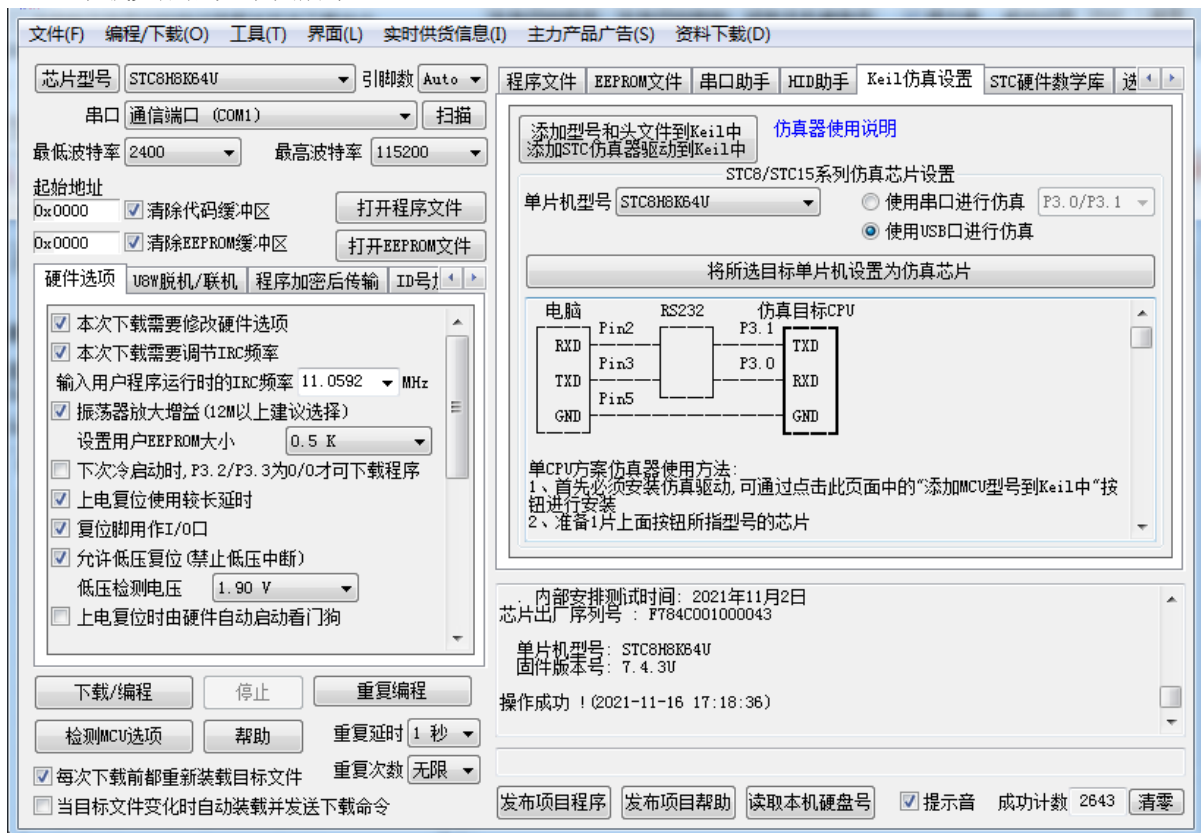 文件(F) 编程/下载(O) 工具(T) 界面(L) 实时供货信息(I) 主力产品广告(S) 资料下载(D)
芯片型号 STC8H8K64U 引脚数 Auto
串口 通信端口 (COM1) 扫描
最低波特率 2400 最高波特率 115200
起始地址
0x0000 清除代码缓冲区 打开程序文件
0x0000 清除EEPROM缓冲区 打开EEPROM文件
硬件选项 U8W脱机/联机 程序加密后传输 ID号
本次下载需要修改硬件选项
本次下载需要调节IRC频率
输入用户程序运行时的IRC频率 11.0592 MHz
振荡器放大增益(12M以上建议选择)
设置用户EEPROM大小 0.5 K
下次冷启动时,P3.2/P3.3为0/0才可下载程序
上电复位使用较长延时
复位脚用作I/O口
允许低压复位(禁止低压中断)
低压检测电压 1.90 V
上电复位时由硬件自动启动看门狗
下载/编程 停止 重复编程
检测MCU选项 帮助 重复延时 1 秒
每次下载前都重新装载目标文件 重复次数 无限
当目标文件变化时自动装载并发送下载命令
程序文件 EEPROM文件 串口助手 HID助手 Keil仿真设置 STC硬件数学库
添加型号和头文件到Keil中
添加STC仿真器驱动到Keil中
仿真器使用说明
STC8/STC15系列仿真芯片设置
单片机型号 STC8H8K64U 使用串口进行仿真 P3.0/P3.1
使用USB口进行仿真
将所选目标单片机设置为仿真芯片
电脑 RS232 仿真目标CPU
Pin2 P3.1
RXD TXD
Pin3 P3.0
TXD RXD
Pin5
GND GND
单CPU方案仿真器使用方法:
1、首先必须安装仿真驱动,可通过点击此页面中的"添加MCU型号到Keil中"按
钮进行安装
2、准备1片上面按钮所指型号的芯片
. 内部安排测试时间: 2021年11月2日
芯片出厂序列号 : F784C001000043
单片机型号: STC8H8K64U
固件版本号: 7.4.3U
操作成功 !(2021-11-16 17:18:36)
发布项目程序 发布项目帮助 读取本机硬盘号 提示音 成功计数 2643 清零